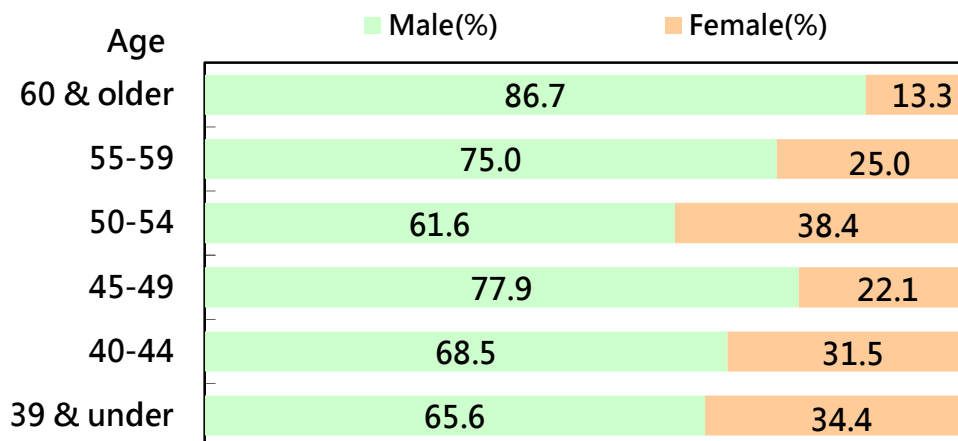 Age
Male(%) Female(%)
60 & older 86.7 13.3
55-59 75.0 25.0
50-54 61.6 38.4
45-49 77.9 22.1
40-44 68.5 31.5
39 & under 65.6 34.4